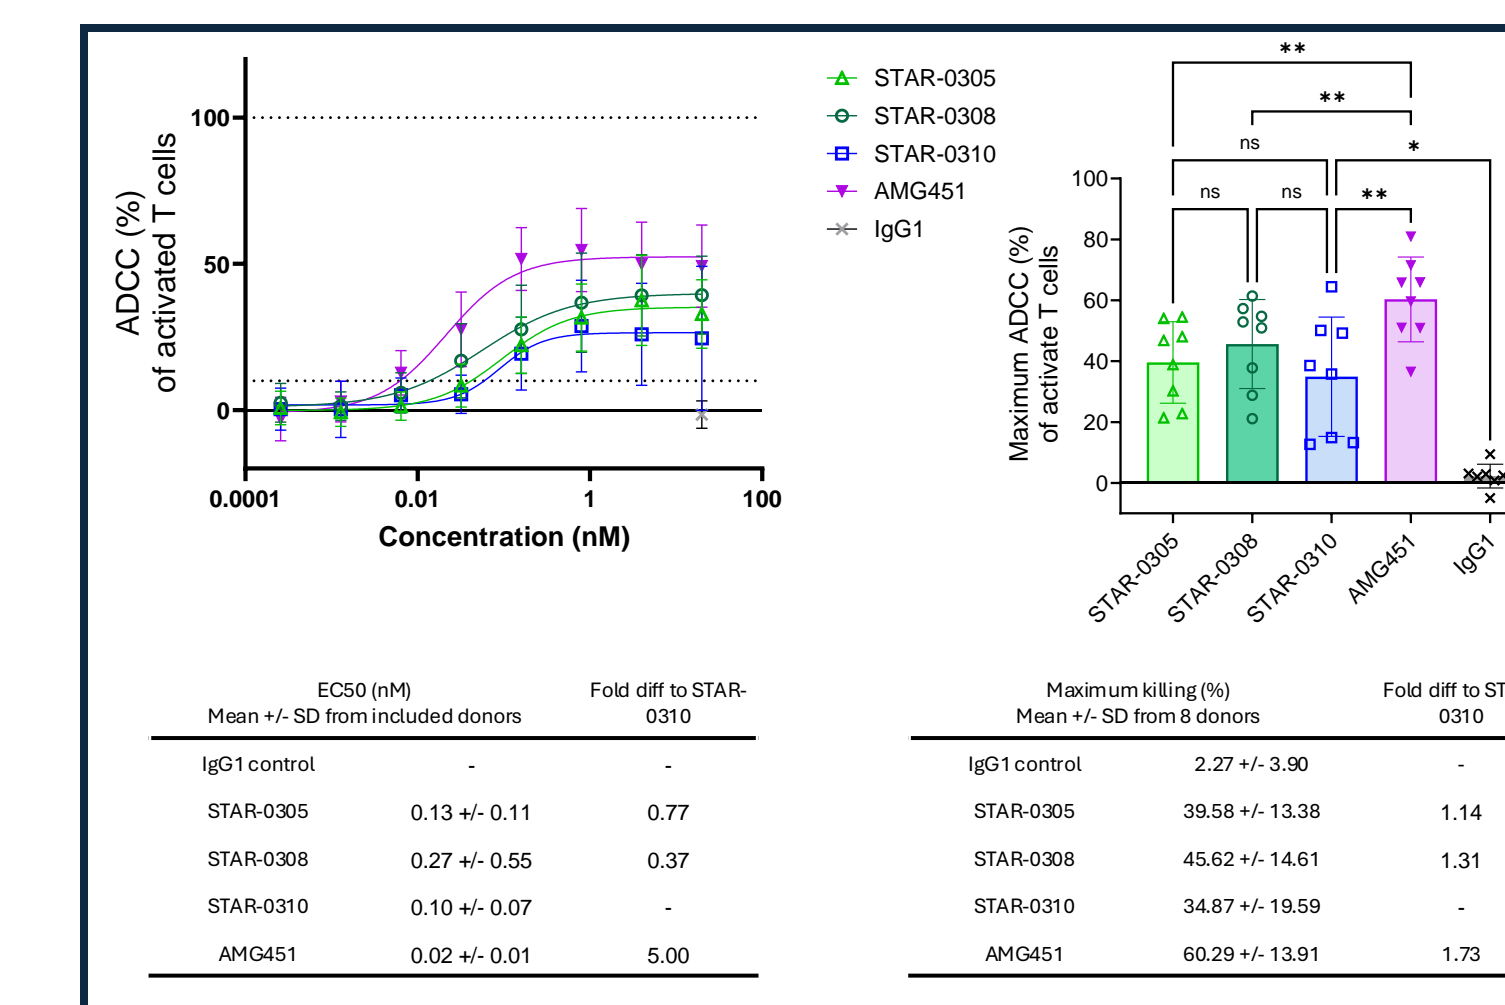 100
50
0
ADCC (%)
of activated T cells
0.0001
0.01
1
100
Concentration (nM)
STAR-0305
STAR-0308
STAR-0310
AMG451
IgG1
**
**
ns
*
ns
ns
**
100
80
60
40
20
0
Maximum ADCC (%)
of activate T cells
STAR-0305
STAR-0308
STAR-0310
AMG451
IgG1
EC50 (nM)
Mean +/- SD from included donors
Fold diff to STAR-
0310
IgG1 control - -
STAR-0305 0.13 +/- 0.11 0.77
STAR-0308 0.27 +/- 0.55 0.37
STAR-0310 0.10 +/- 0.07 -
AMG451 0.02 +/- 0.01 5.00
Maximum killing (%)
Mean +/- SD from 8 donors
Fold diff to ST
0310
IgG1 control 2.27 +/- 3.90 -
STAR-0305 39.58 +/- 13.38 1.14
STAR-0308 45.62 +/- 14.61 1.31
STAR-0310 34.87 +/- 19.59 -
AMG451 60.29 +/- 13.91 1.73